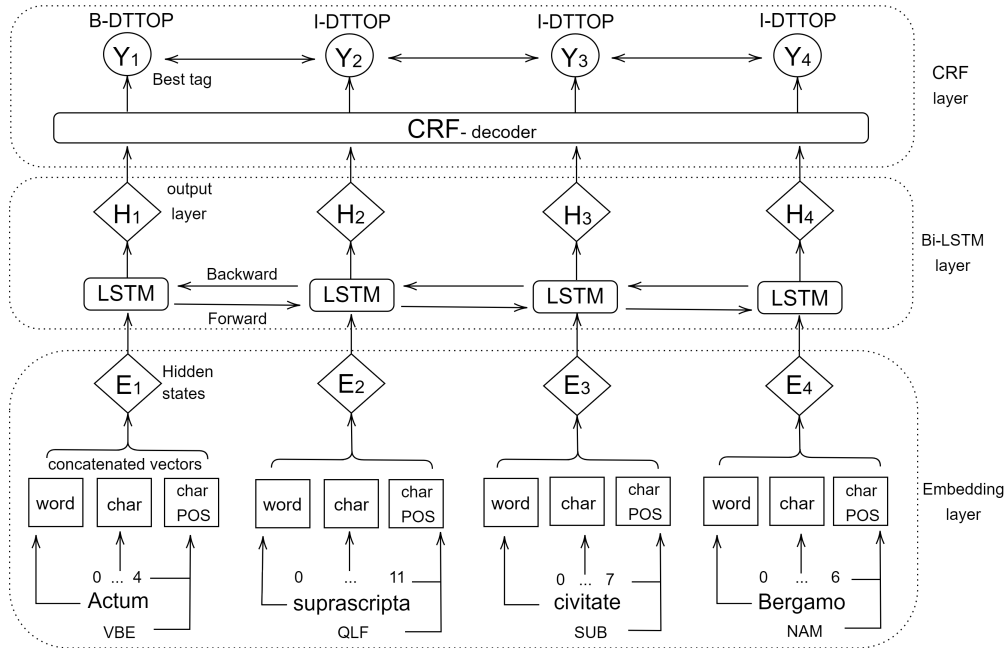 B-DTTOP I-DTTOP I-DTTOP I-DTTOP
Y1 Y2 Y3 Y4
Best tag
CRF
layer
CRF- decoder
output
layer
H1 H2 H3 H4
Bi-LSTM
layer
Backward
LSTM LSTM LSTM LSTM
Forward
Hidden
states
E1 E2 E3 E4
concatenated vectors
word char char POS word char char POS word char char POS word char char POS
Embedding
layer
0 ... 4 0 ... 11 0 ... 7 0 ... 6
Actum suprascripta civitate Bergamo
VBE QLF SUB NAM